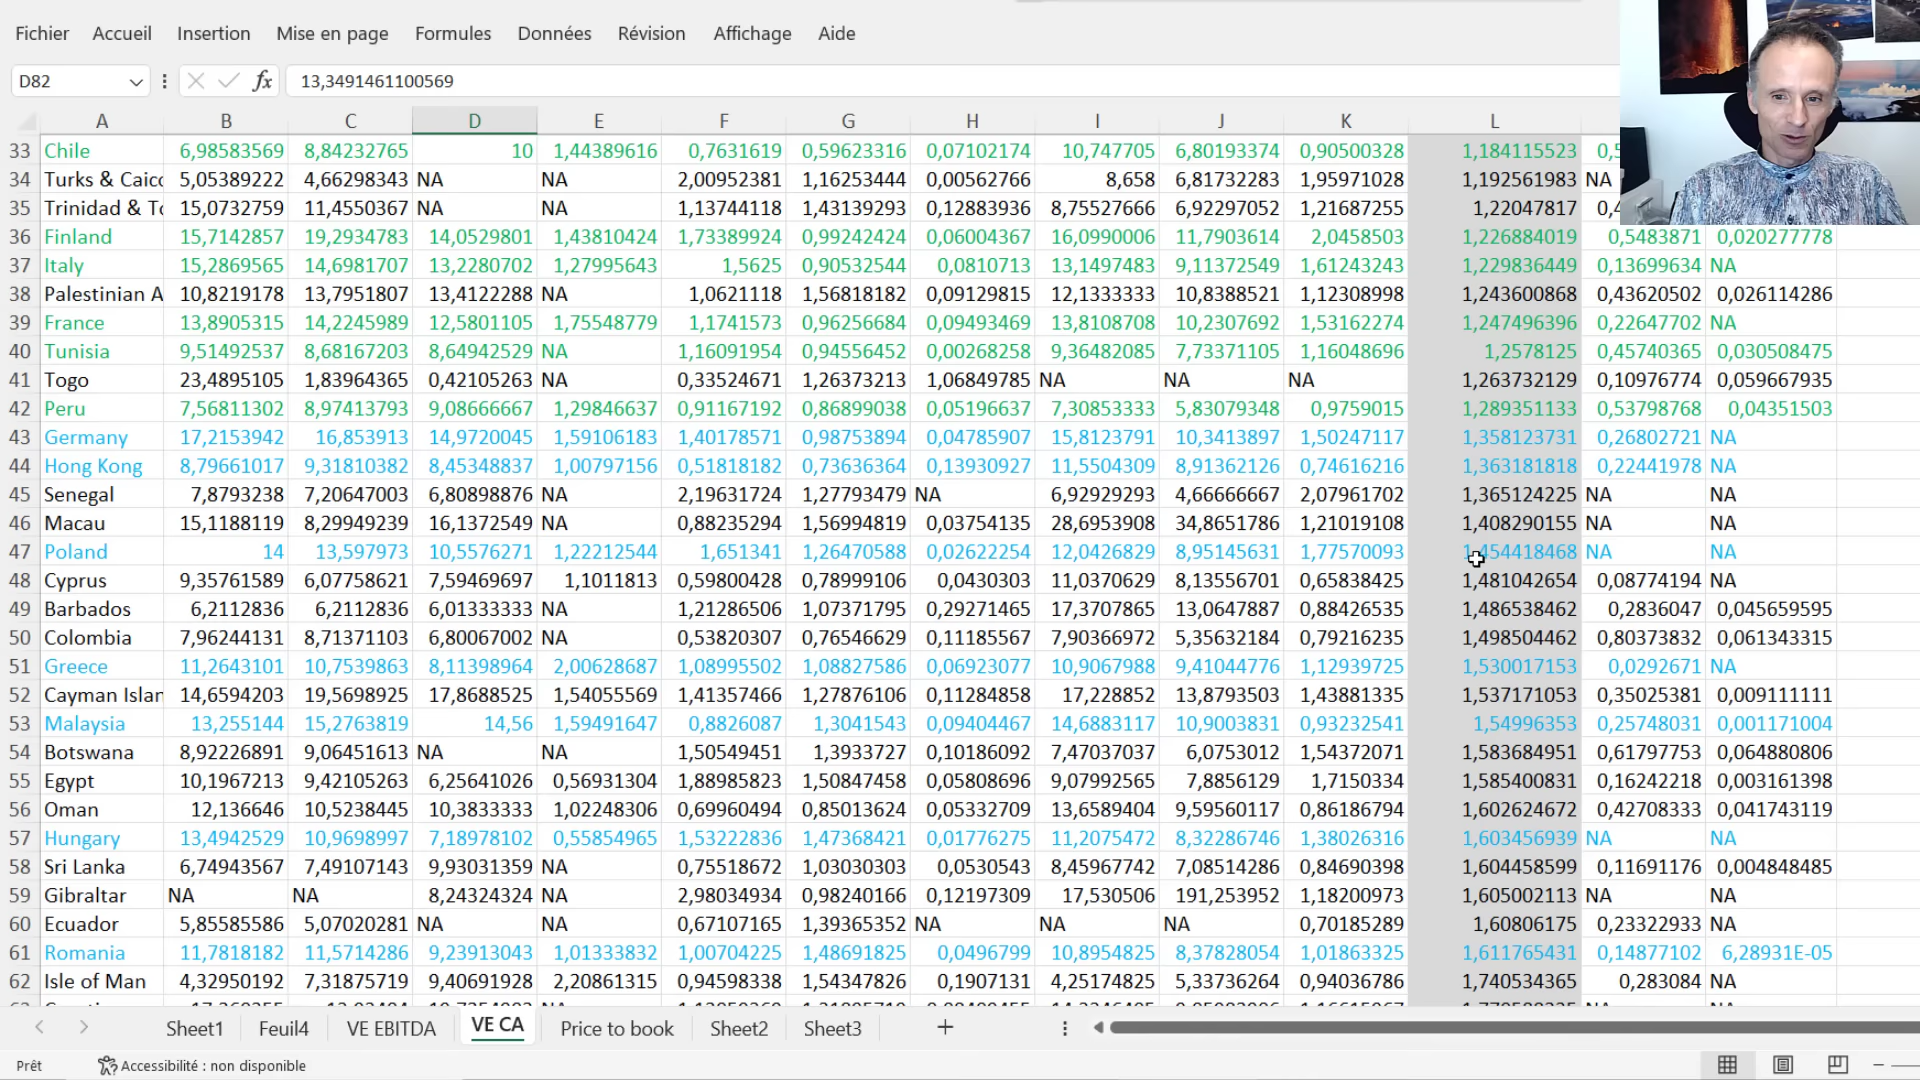 Fichier Accueil Insertion Mise en page Formules Données Révision Affichage Aide
D82 fx 13,3491461100569
A B C D E F G H I J K L
33 Chile 6,98583569 8,84232765 10 1,44389616 0,7631619 0,59623316 0,07102174 10,747705 6,80193374 0,90500328 1,184115523
34 Turks & Caic 5,05389222 4,66298343 NA NA 2,00952381 1,16253444 0,00562766 8,658 6,81732283 1,95971028 1,192561983 NA
35 Trinidad & To 15,0732759 11,4550367 NA NA 1,13744118 1,43139293 0,12883936 8,75527666 6,92297052 1,21687255 1,22047817
36 Finland 15,7142857 19,2934783 14,0529801 1,43810424 1,73389924 0,99242424 0,06004367 16,0990006 11,7903614 2,0458503 1,226884019 0,5483871 0,020277778
37 Italy 15,2869565 14,6981707 13,2280702 1,27995643 1,5625 0,90532544 0,0810713 13,1497483 9,11372549 1,61243243 1,229836449 0,13699634 NA
38 Palestinian A 10,8219178 13,7951807 13,4122288 NA 1,0621118 1,56818182 0,09129815 12,1333333 10,8388521 1,12308998 1,243600868 0,43620502 0,026114286
39 France 13,8905315 14,2245989 12,5801105 1,75548779 1,1741573 0,96256684 0,09493469 13,8108708 10,2307692 1,53162274 1,247496396 0,22647702 NA
40 Tunisia 9,51492537 8,68167203 8,64942529 NA 1,16091954 0,94556452 0,00268258 9,36482085 7,73371105 1,16048696 1,2578125 0,45740365 0,030508475
41 Togo 23,4895105 1,83964365 0,42105263 NA 0,33524671 1,26373213 1,06849785 NA NA NA 1,263732129 0,10976774 0,059667935
42 Peru 7,56811302 8,97413793 9,08666667 1,29846637 0,91167192 0,86899038 0,05196637 7,30853333 5,83079348 0,9759015 1,289351133 0,53798768 0,04351503
43 Germany 17,2153942 16,853913 14,9720045 1,59106183 1,40178571 0,98753894 0,04785907 15,8123791 10,3413897 1,50247117 1,358123731 0,26802721 NA
44 Hong Kong 8,79661017 9,31810382 8,45348837 1,00797156 0,51818182 0,73636364 0,13930927 11,5504309 8,91362126 0,74616216 1,363181818 0,22441978 NA
45 Senegal 7,8793238 7,20647003 6,80898876 NA 2,19631724 1,27793479 NA 6,92929293 4,66666667 2,07961702 1,365124225 NA NA
46 Macau 15,1188119 8,29949239 16,1372549 NA 0,88235294 1,56994819 0,03754135 28,6953908 34,8651786 1,21019108 1,408290155 NA NA
47 Poland 14 13,597973 10,5576271 1,22212544 1,651341 1,26470588 0,02622254 12,0426829 8,95145631 1,77570093 1,454418468 NA NA
48 Cyprus 9,35761589 6,07758621 7,59469697 1,1011813 0,59800428 0,78999106 0,0430303 11,0370629 8,13556701 0,65838425 1,481042654 0,08774194 NA
49 Barbados 6,2112836 6,2112836 6,01333333 NA 1,21286506 1,07371795 0,29271465 17,3707865 13,0647887 0,88426535 1,486538462 0,2836047 0,045659595
50 Colombia 7,96244131 8,71371103 6,80067002 NA 0,53820307 0,76546629 0,11185567 7,90366972 5,35632184 0,79216235 1,498504462 0,80373832 0,061343315
51 Greece 11,2643101 10,7539863 8,11398964 2,00628687 1,08995502 1,08827586 0,06923077 10,9067988 9,41044776 1,12939725 1,530017153 0,0292671 NA
52 Cayman Islan 14,6594203 19,5698925 17,8688525 1,54055569 1,41357466 1,27876106 0,11284858 17,228852 13,8793503 1,43881335 1,537171053 0,35025381 0,009111111
53 Malaysia 13,255144 15,2763819 14,56 1,59491647 0,8826087 1,3041543 0,09404467 14,6883117 10,9003831 0,93232541 1,54996353 0,25748031 0,001171004
54 Botswana 8,92226891 9,06451613 NA NA 1,50549451 1,3933727 0,10186092 7,47037037 6,0753012 1,54372071 1,583684951 0,61797753 0,064880806
55 Egypt 10,1967213 9,42105263 6,25641026 0,56931304 1,88985823 1,50847458 0,05808696 9,07992565 7,8856129 1,7150334 1,585400831 0,16242218 0,003161398
56 Oman 12,136646 10,5238445 10,3833333 1,02248306 0,69960494 0,85013624 0,05332709 13,6589404 9,59560117 0,86186794 1,602624672 0,42708333 0,041743119
57 Hungary 13,4942529 10,9698997 7,18978102 0,55854965 1,53222836 1,47368421 0,01776275 11,2075472 8,32286746 1,38026316 1,603456939 NA NA
58 Sri Lanka 6,74943567 7,49107143 9,93031359 NA 0,75518672 1,03030303 0,0530543 8,45967742 7,08514286 0,84690398 1,604458599 0,11691176 0,004848485
59 Gibraltar NA NA 8,24324324 NA 2,98034934 0,98240166 0,12197309 17,530506 191,253952 1,18200973 1,605002113 NA NA
60 Ecuador 5,85585586 5,07020281 NA NA 0,67107165 1,39365352 NA NA NA 0,70185289 1,60806175 0,23322933 NA
61 Romania 11,7818182 11,5714286 9,23913043 1,01333832 1,00704225 1,48691825 0,0496799 10,8954825 8,37828054 1,01863325 1,611765431 0,14877102 6,28931E-05
62 Isle of Man 4,32950192 7,31875719 9,40691928 2,20861315 0,94598338 1,54347826 0,1907131 4,25174825 5,33736264 0,94036786 1,740534365 0,283084 NA
Sheet1 Feuil4 VE EBITDA VE CA Price to book Sheet2 Sheet3
Prêt Accessibilité : non disponible